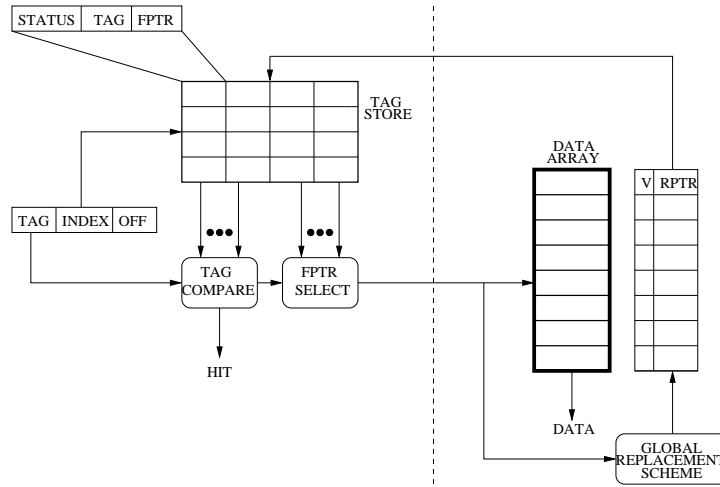 STATUS TAG FPTR
TAG
STORE
DATA
ARRAY
V RPTR
TAG INDEX OFF
TAG
COMPARE
FPTR
SELECT
HIT
DATA
GLOBAL
REPLACEMENT
SCHEME